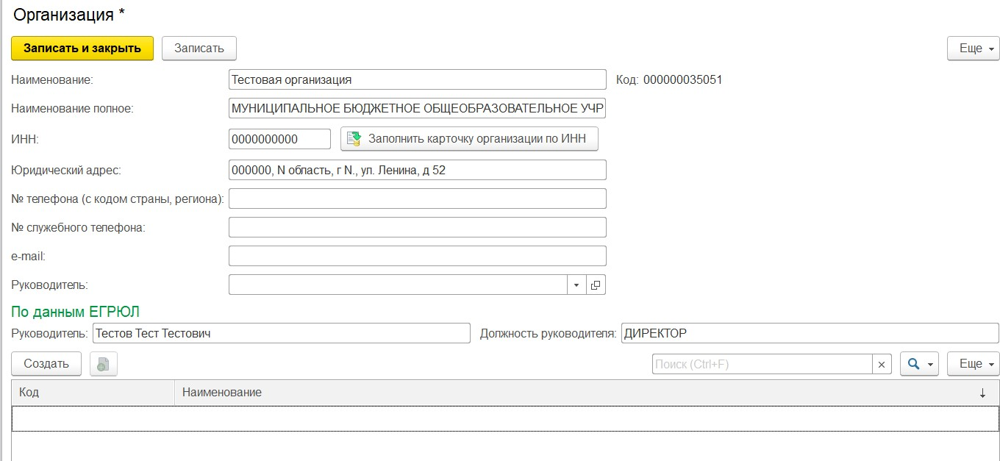 Организация *
Записать и закрыть Записать Еще
Наименование: Тестовая организация Код: 000000035051
Наименование полное: МУНИЦИПАЛЬНОЕ БЮДЖЕТНОЕ ОБЩЕОБРАЗОВАТЕЛЬНОЕ УЧР
ИНН: 0000000000 Заполнить карточку организации по ИНН
Юридический адрес: 000000, N область, г N., ул. Ленина, д 52
№ телефона (с кодом страны, региона):
№ служебного телефона:
e-mail:
Руководитель:
По данным ЕГРЮЛ
Руководитель: Тестов Тест Тестович Должность руководителя: ДИРЕКТОР
Создать Поиск (Ctrl+F) × Еще
Код Наименование ↓